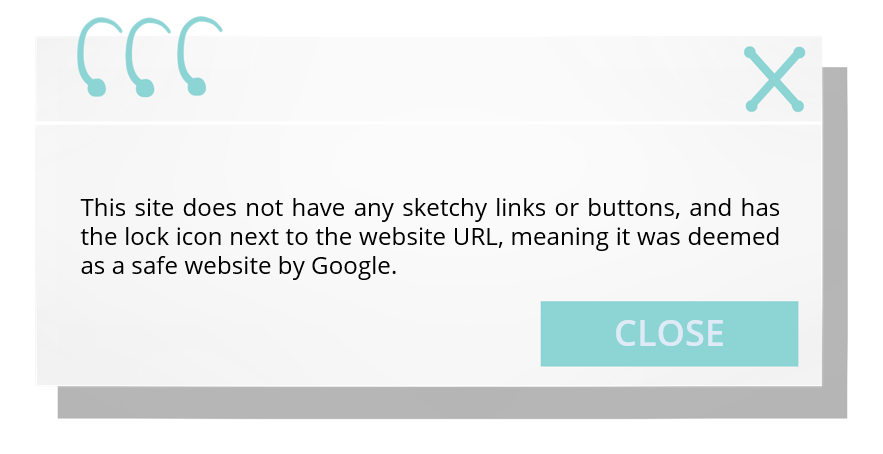 This site does not have any sketchy links or buttons, and has
the lock icon next to the website URL, meaning it was deemed
as a safe website by Google.
CLOSE